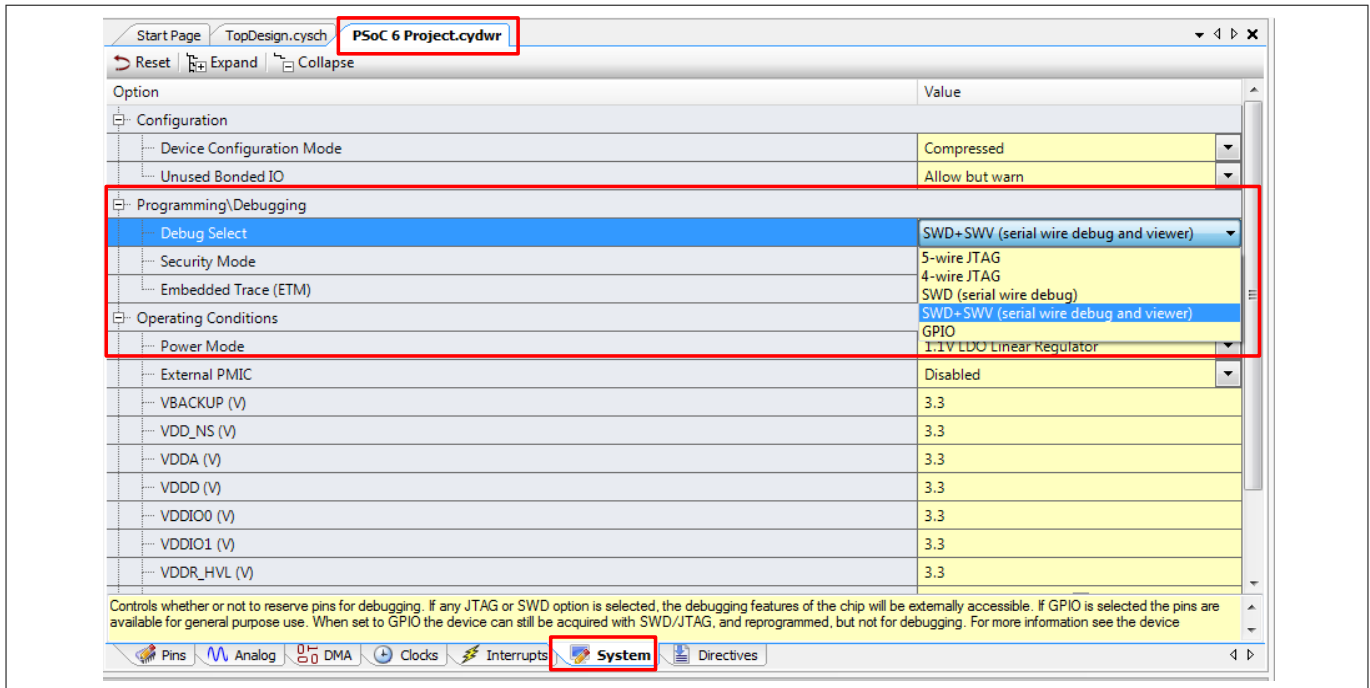 Start Page TopDesign.cysch PSoC 6 Project.cydwr
Reset Expand Collapse
Option Value
Configuration
Device Configuration Mode Compressed
Unused Bonded IO Allow but warn
Programming\Debugging
Debug Select SWD+SWV (serial wire debug and viewer)
Security Mode 5-wire JTAG
4-wire JTAG
Embedded Trace (ETM) SWD (serial wire debug)
Operating Conditions SWD+SWV (serial wire debug and viewer)
GPIO
Power Mode 1.1V LDO Linear Regulator
External PMIC Disabled
VBACKUP (V) 3.3
VDD_NS (V) 3.3
VDDA (V) 3.3
VDDD (V) 3.3
VDDIO0 (V) 3.3
VDDIO1 (V) 3.3
VDDR_HVL (V) 3.3
Controls whether or not to reserve pins for debugging. If any JTAG or SWD option is selected, the debugging features of the chip will be externally accessible. If GPIO is selected the pins are
available for general purpose use. When set to GPIO the device can still be acquired with SWD/JTAG, and reprogrammed, but not for debugging. For more information see the device
Pins Analog DMA Clocks Interrupts System Directives